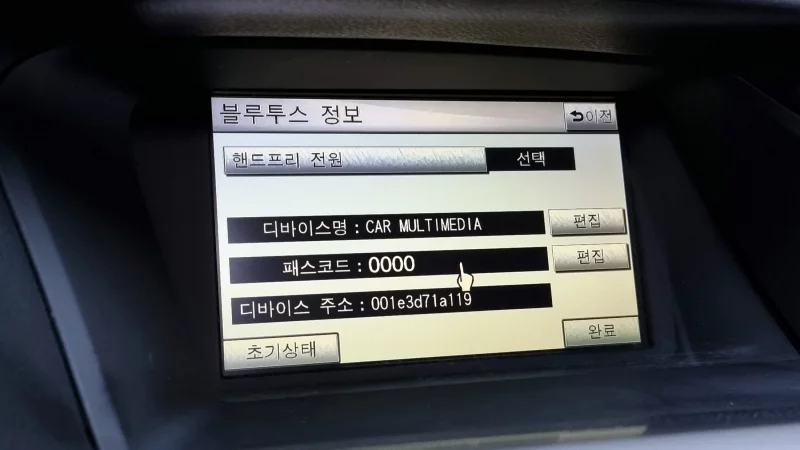 블루투스 정보
이전
핸드프리 전원 선택
디바이스명 : CAR MULTIMEDIA 편집
패스코드 : 0000 편집
디바이스 주소 : 001e3d71a119
초기상태 완료